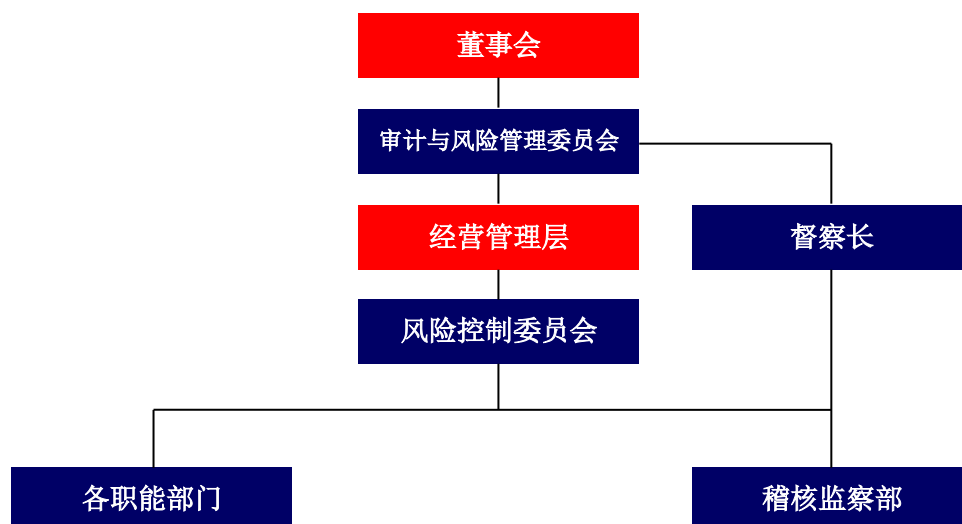 董事会
审计与风险管理委员会
经营管理层
督察长
风险控制委员会
各职能部门
稽核监察部